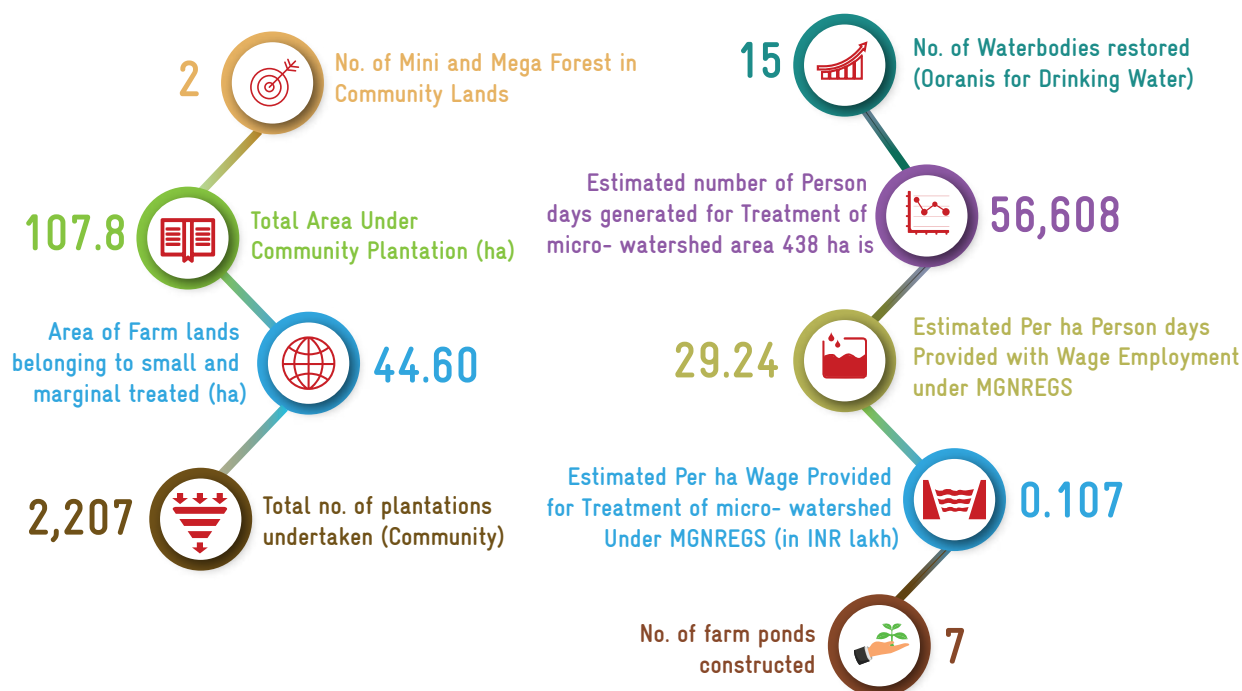 2
No. of Mini and Mega Forest in
Community Lands
107.8
Total Area Under
Community Plantation (ha)
Area of Farm lands
belonging to small and
marginal treated (ha)
44.60
2,207
Total no. of plantations
undertaken (Community)
15
No. of Waterbodies restored
(Ooranis for Drinking Water)
Estimated number of Person
days generated for Treatment of
micro- watershed area 438 ha is
56,608
29.24
Estimated Per ha Person days
Provided with Wage Employment
under MGNREGS
Estimated Per ha Wage Provided
for Treatment of micro- watershed
Under MGNREGS (in INR lakh)
0.107
No. of farm ponds
constructed
7